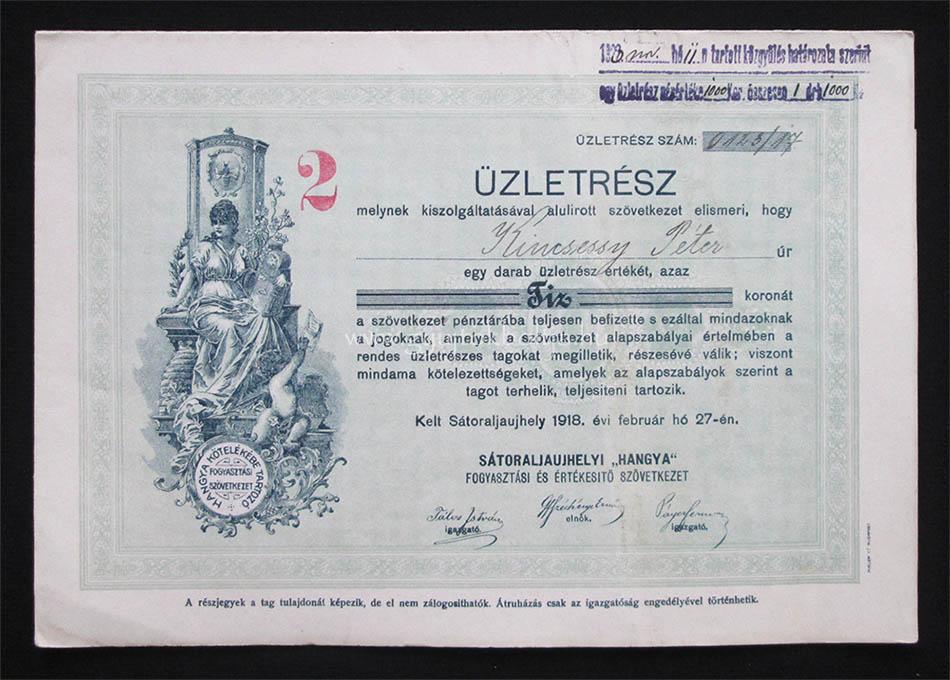 hó 11-n tartott közgyülés határozata szerint
egy üzletrész névértéke 1000 Kor. összesen 1 drb 1000 K
ÜZLETRÉSZ SZÁM: 0123/17
2
ÜZLETRÉSZ
melynek kiszolgáltatásával alulirott szövetkezet elismeri, hogy
Kincsessy Péter úr
egy darab üzletrész értékét, azaz
Tiz koronát
a szövetkezet pénztárába teljesen befizette s ezáltal mindazoknak
a jogoknak, amelyek a szövetkezet alapszabályai értelmében a
rendes üzletrészes tagokat megilletik, részesévé válik; viszont
mindama kötelezettségeket, amelyek az alapszabályok szerint a
tagot terhelik, teljesiteni tartozik.
Kelt Sátoraljaujhely 1918. évi február hó 27-én.
SÁTORALJAUJHELYI „HANGYA"
FOGYASZTÁSI ÉS ÉRTÉKESITŐ SZÖVETKEZET
Tálos István
igazgató. elnök. igazgató.
HANGYA KÖTELÉKÉBE TARTOZÓ
FOGYASZTÁSI
SZÖVETKEZET
A részjegyek a tag tulajdonát képezik, de el nem zálogosithatók. Átruházás csak az igazgatóság engedélyével történhetik.